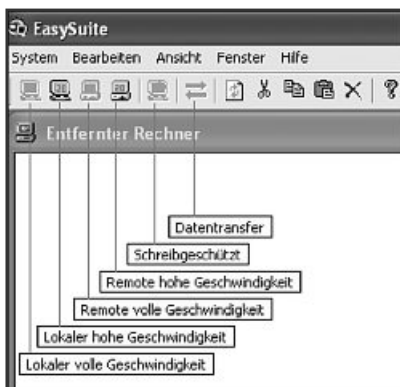 EasySuite
System Bearbeiten Ansicht Fenster Hilfe
Entfernter Rechner
Datentransfer
Schreibgeschützt
Remote hohe Geschwindigkeit
Remote volle Geschwindigkeit
Lokaler hohe Geschwindigkeit
Lokaler volle Geschwindigkeit